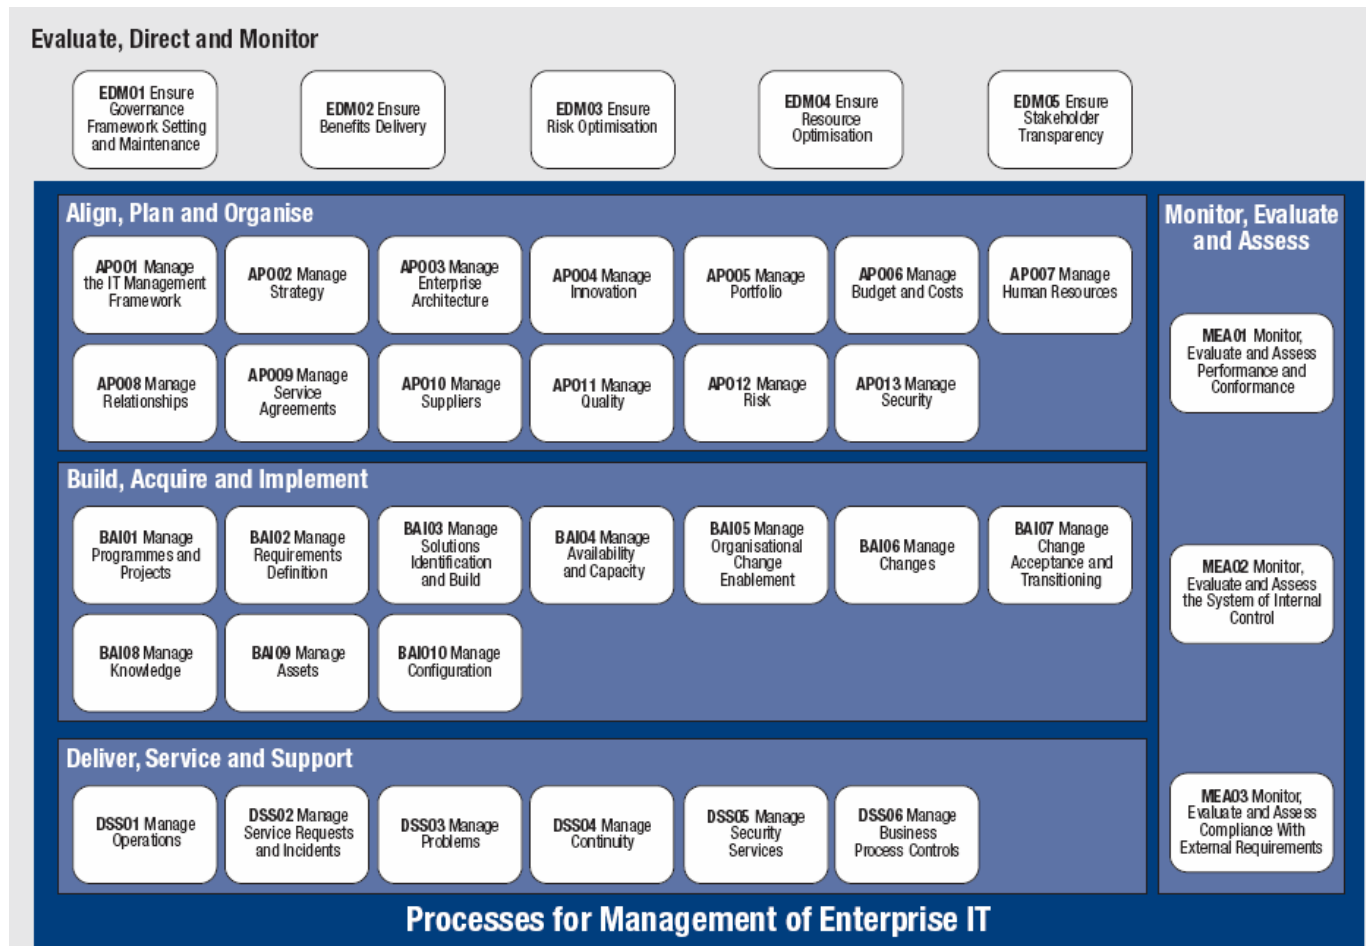 Evaluate, Direct and Monitor
EDM01 Ensure
Governance
Framework Setting
and Maintenance
EDM02 Ensure
Benefits Delivery
EDM03 Ensure
Risk Optimisation
EDM04 Ensure
Resource
Optimisation
EDM05 Ensure
Stakeholder
Transparency
Align, Plan and Organise
APO01 Manage
the IT Management
Framework
APO02 Manage
Strategy
APO03 Manage
Enterprise
Architecture
APO04 Manage
Innovation
APO05 Manage
Portfolio
APO06 Manage
Budget and Costs
APO07 Manage
Human Resources
APO08 Manage
Relationships
APO09 Manage
Service
Agreements
APO10 Manage
Suppliers
APO11 Manage
Quality
APO12 Manage
Risk
APO13 Manage
Security
Build, Acquire and Implement
BAI01 Manage
Programmes and
Projects
BAI02 Manage
Requirements
Definition
BAI03 Manage
Solutions
Identification
and Build
BAI04 Manage
Availability
and Capacity
BAI05 Manage
Organisational
Change
Enablement
BAI06 Manage
Changes
BAI07 Manage
Change
Acceptance and
Transitioning
BAI08 Manage
Knowledge
BAI09 Manage
Assets
BAI010 Manage
Configuration
Deliver, Service and Support
DSS01 Manage
Operations
DSS02 Manage
Service Requests
and Incidents
DSS03 Manage
Problems
DSS04 Manage
Continuity
DSS05 Manage
Security
Services
DSS06 Manage
Business
Process Controls
Monitor, Evaluate
and Assess
MEA01 Monitor,
Evaluate and Assess
Performance and
Conformance
MEA02 Monitor,
Evaluate and Assess
the System of Internal
Control
MEA03 Monitor,
Evaluate and Assess
Compliance With
External Requirements
Processes for Management of Enterprise IT